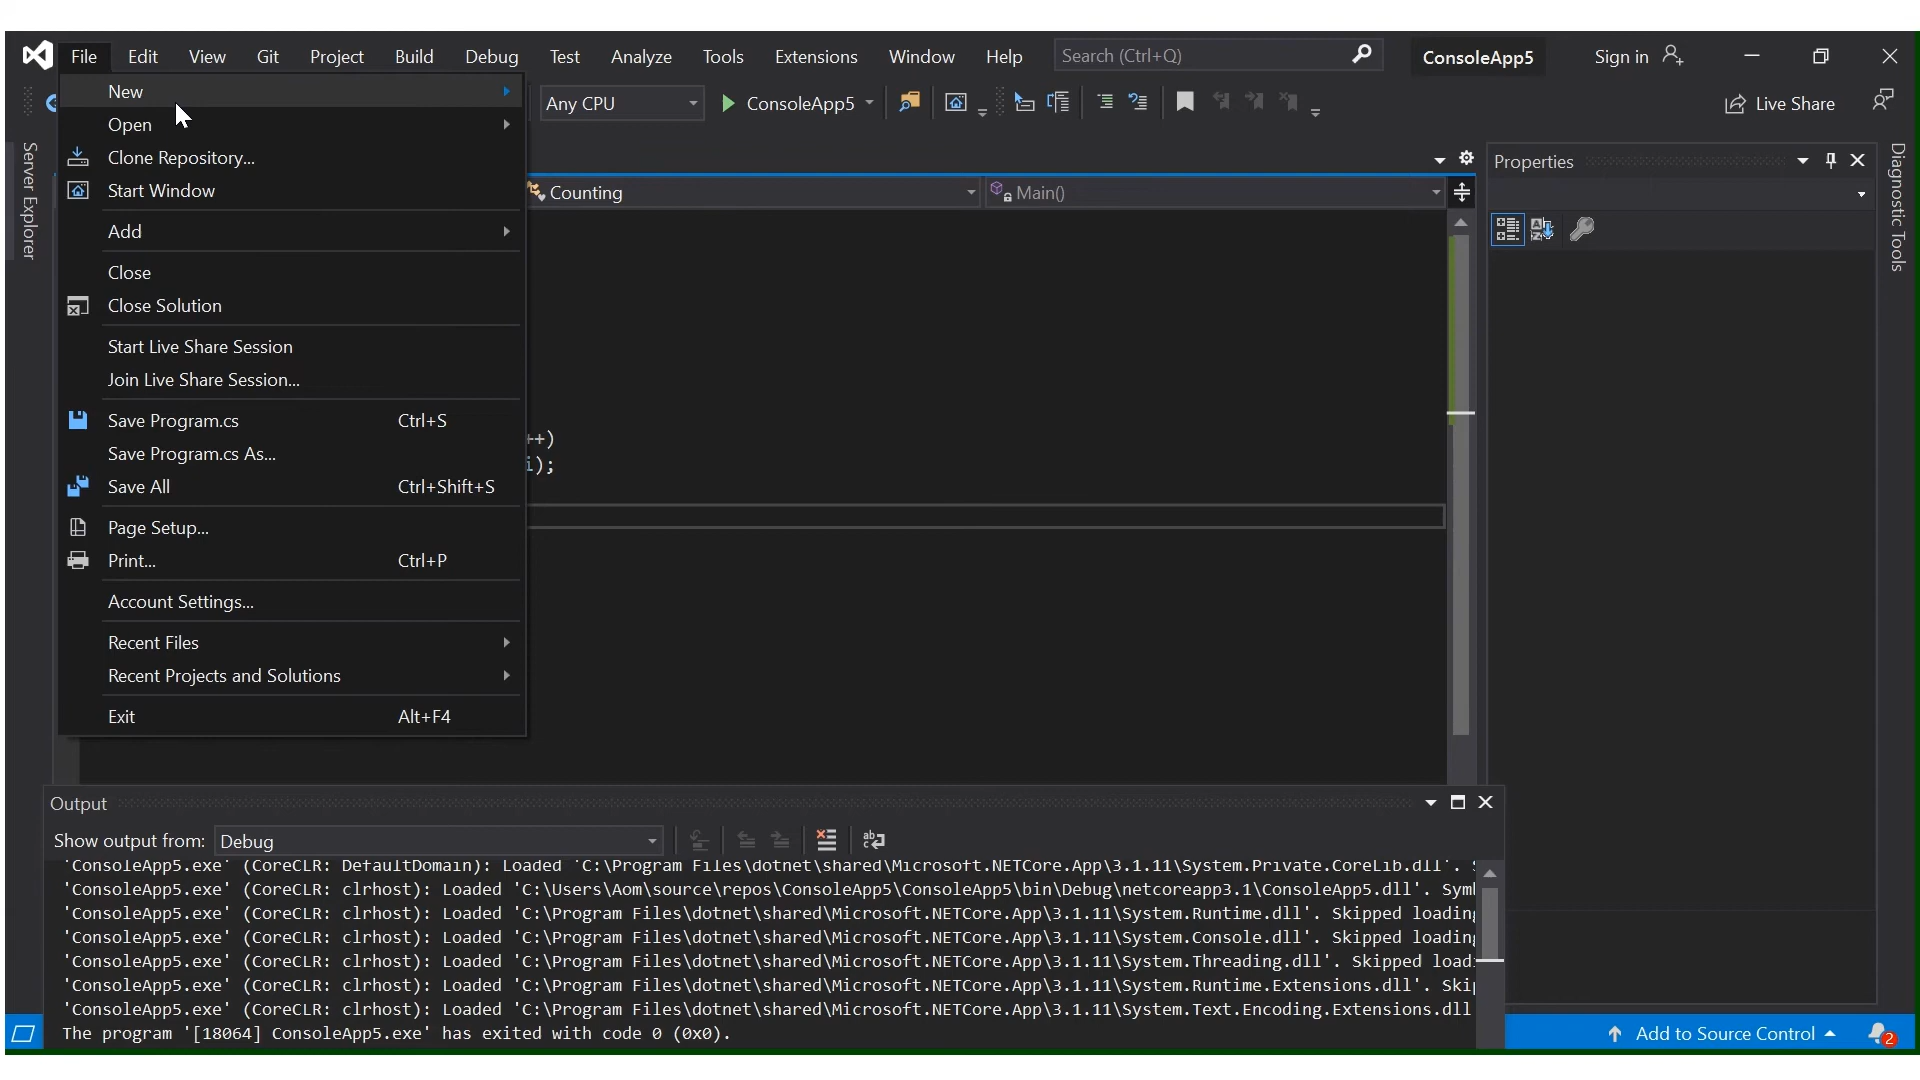 File Edit View Git Project Build Debug Test Analyze Tools Extensions Window Help Search (Ctrl+Q) ConsoleApp5 Sign in
Any CPU ConsoleApp5 Live Share
New
Open
Clone Repository...
Start Window
Add
Close
Close Solution
Start Live Share Session
Join Live Share Session...
Save Program.cs Ctrl+S
Save Program.cs As...
Save All Ctrl+Shift+S
Page Setup...
Print... Ctrl+P
Account Settings...
Recent Files
Recent Projects and Solutions
Exit Alt+F4
Server Explorer
Counting Main()
++)
i);
Properties
Diagnostic Tools
Output
Show output from: Debug
'ConsoleApp5.exe' (CoreCLR: DefaultDomain): Loaded 'C:\Program Files\dotnet\shared\Microsoft.NETCore.App\3.1.11\System.Private.CoreLib.dll'.
'ConsoleApp5.exe' (CoreCLR: clrhost): Loaded 'C:\Users\Aom\source\repos\ConsoleApp5\ConsoleApp5\bin\Debug\netcoreapp3.1\ConsoleApp5.dll'. Sym
'ConsoleApp5.exe' (CoreCLR: clrhost): Loaded 'C:\Program Files\dotnet\shared\Microsoft.NETCore.App\3.1.11\System.Runtime.dll'. Skipped loading
'ConsoleApp5.exe' (CoreCLR: clrhost): Loaded 'C:\Program Files\dotnet\shared\Microsoft.NETCore.App\3.1.11\System.Console.dll'. Skipped loading
'ConsoleApp5.exe' (CoreCLR: clrhost): Loaded 'C:\Program Files\dotnet\shared\Microsoft.NETCore.App\3.1.11\System.Threading.dll'. Skipped load
'ConsoleApp5.exe' (CoreCLR: clrhost): Loaded 'C:\Program Files\dotnet\shared\Microsoft.NETCore.App\3.1.11\System.Runtime.Extensions.dll'. Ski
'ConsoleApp5.exe' (CoreCLR: clrhost): Loaded 'C:\Program Files\dotnet\shared\Microsoft.NETCore.App\3.1.11\System.Text.Encoding.Extensions.dll
The program '[18064] ConsoleApp5.exe' has exited with code 0 (0x0).
Add to Source Control 2